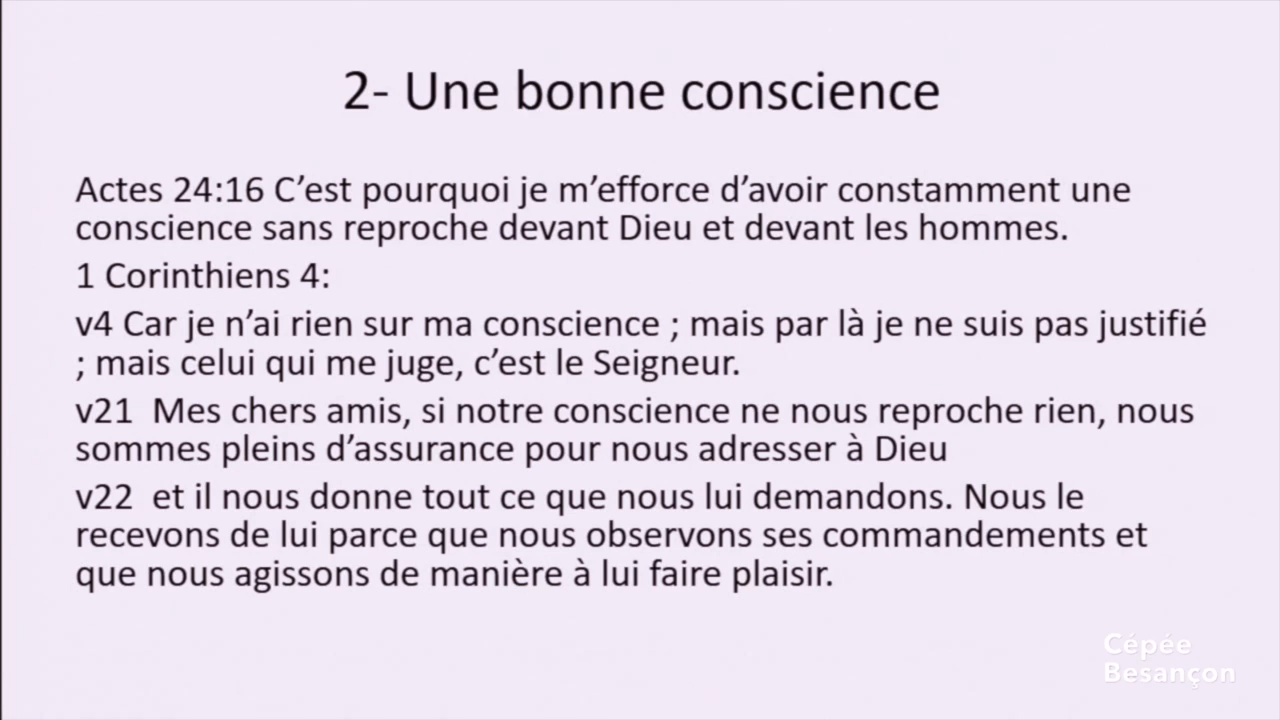 2- Une bonne conscience
Actes 24:16 C’est pourquoi je m’efforce d’avoir constamment une
conscience sans reproche devant Dieu et devant les hommes.
1 Corinthiens 4:
v4 Car je n’ai rien sur ma conscience ; mais par là je ne suis pas justifié
; mais celui qui me juge, c’est le Seigneur.
v21  Mes chers amis, si notre conscience ne nous reproche rien, nous
sommes pleins d’assurance pour nous adresser à Dieu
v22  et il nous donne tout ce que nous lui demandons. Nous le
recevons de lui parce que nous observons ses commandements et
que nous agissons de manière à lui faire plaisir.
Cépée
Besançon